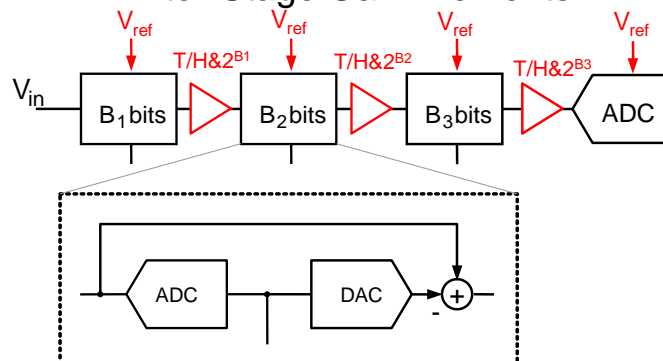 V_ref V_ref V_ref V_ref
T/H&2^B1 T/H&2^B2 T/H&2^B3
V_in B_1 bits B_2 bits B_3 bits ADC
ADC DAC +
-